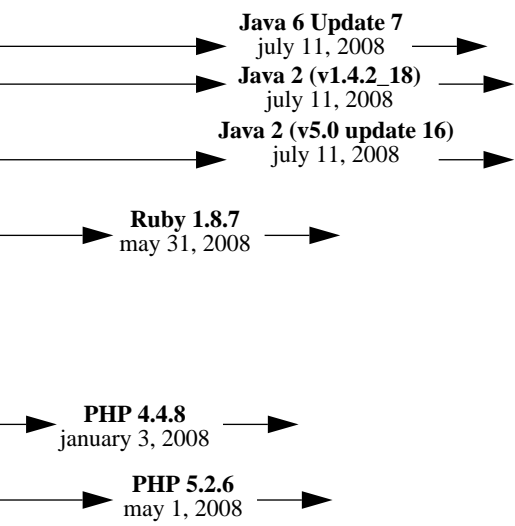 Java 6 Update 7
july 11, 2008
Java 2 (v1.4.2_18)
july 11, 2008
Java 2 (v5.0 update 16)
july 11, 2008
Ruby 1.8.7
may 31, 2008
PHP 4.4.8
january 3, 2008
PHP 5.2.6
may 1, 2008